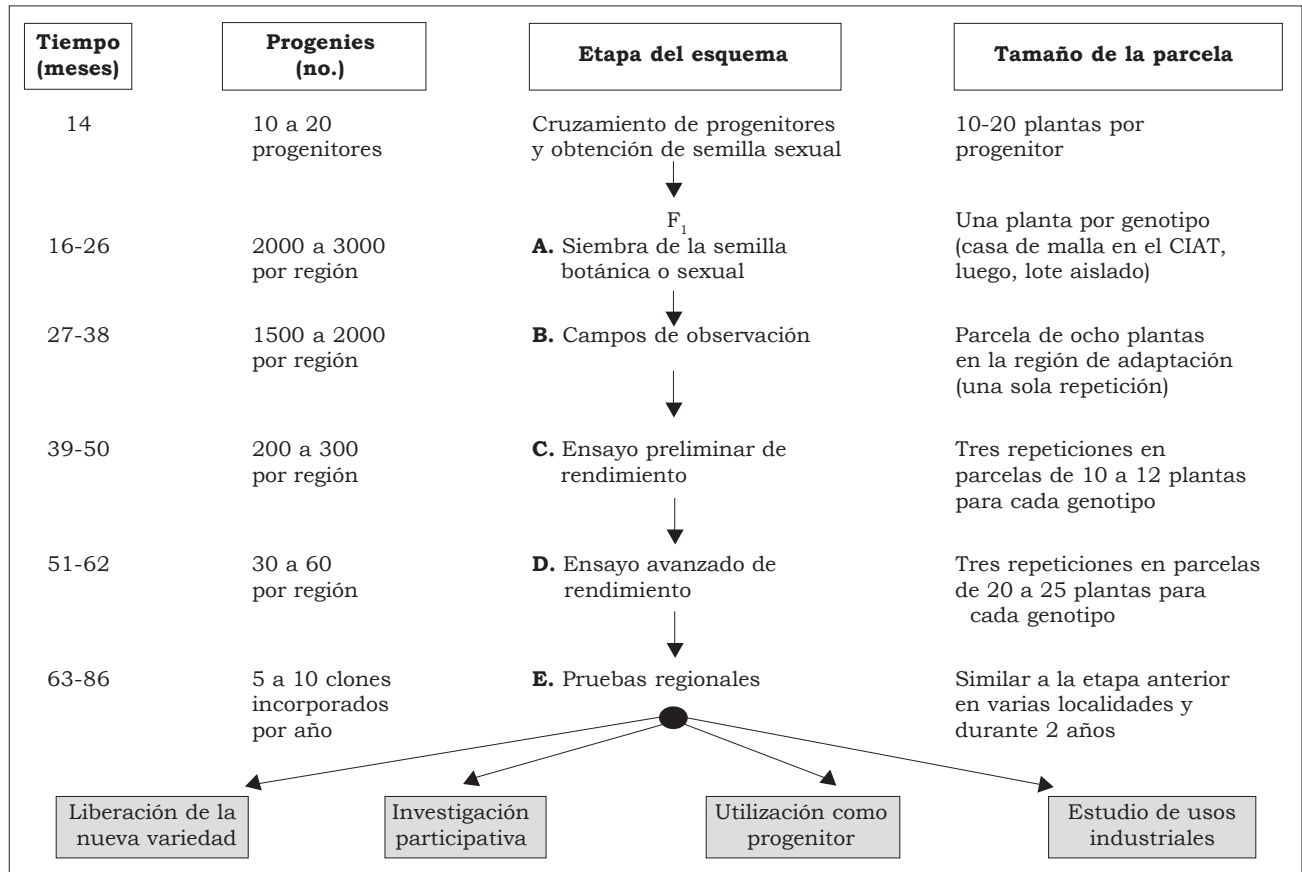 Tiempo
(meses)
Progenies
(no.)
Etapa del esquema
Tamaño de la parcela
14
10 a 20
progenitores
Cruzamiento de progenitores
y obtención de semilla sexual
10-20 plantas por
progenitor
16-26
2000 a 3000
por región
F1
A. Siembra de la semilla
botánica o sexual
Una planta por genotipo
(casa de malla en el CIAT,
luego, lote aislado)
27-38
1500 a 2000
por región
B. Campos de observación
Parcela de ocho plantas
en la región de adaptación
(una sola repetición)
39-50
200 a 300
por región
C. Ensayo preliminar de
rendimiento
Tres repeticiones en
parcelas de 10 a 12 plantas
para cada genotipo
51-62
30 a 60
por región
D. Ensayo avanzado de
rendimiento
Tres repeticiones en parcelas
de 20 a 25 plantas para
cada genotipo
63-86
5 a 10 clones
incorporados
por año
E. Pruebas regionales
Similar a la etapa anterior
en varias localidades y
durante 2 años
Liberación de la
nueva variedad
Investigación
participativa
Utilización como
progenitor
Estudio de usos
industriales